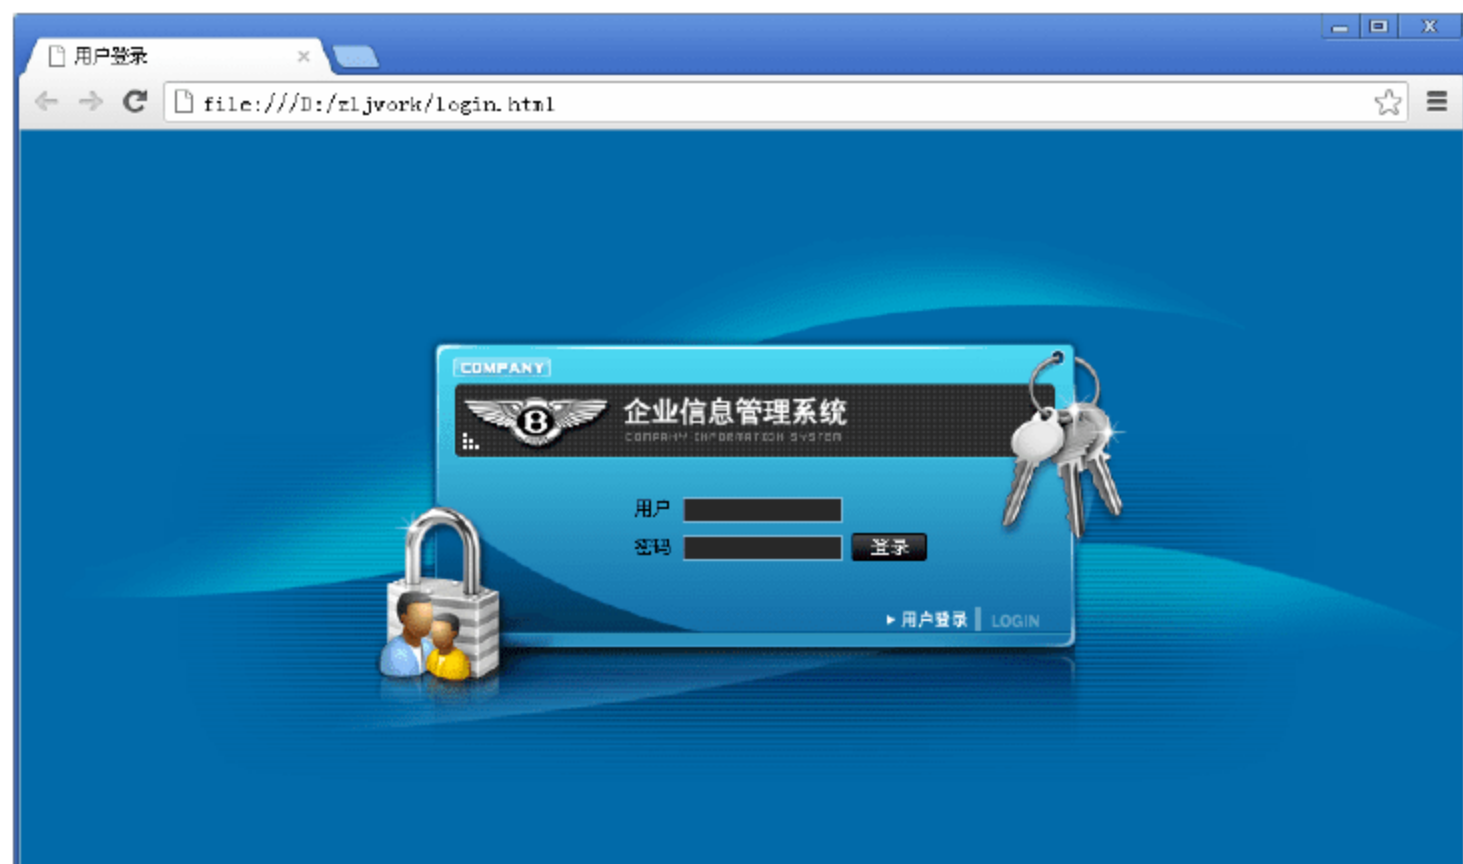 用户登录
file:///D:/zljwork/login.html
COMPANY
B
企业信息管理系统
COMPANY INFORMATION SYSTEM
用户
密码 登录
用户登录 LOGIN